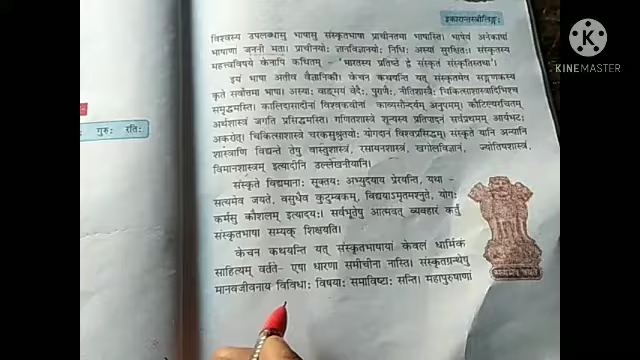 इकारान्तस्त्रीलिङ्गः
विश्वस्य उपलब्धासु भाषासु संस्कृतभाषा प्राचीनतमा भाषास्ति। भाषेयं अनेकासां
भाषाणां जननी मता। प्राचीनयोः ज्ञानविज्ञानयोः निधिः अस्यां सुरक्षितः। संस्कृतस्य
महत्त्वविषये केनापि कथितम् - 'भारतस्य प्रतिष्ठे द्वे संस्कृतं संस्कृतिस्तथा'।
इयं भाषा अतीव वैज्ञानिकी। केचन कथयन्ति यत् संस्कृतमेव सङ्गणकस्य
कृते सर्वोत्तमा भाषा। अस्याः वाङ्मयं वेदैः, पुराणैः, नीतिशास्त्रैः चिकित्साशास्त्रादिभिश्च
समृद्धमस्ति। कालिदासादीनां विश्वकवीनां काव्यसौन्दर्यम् अनुपमम्। कौटिल्यरचितम्
अर्थशास्त्रं जगति प्रसिद्धमस्ति। गणितशास्त्रे शून्यस्य प्रतिपादनं सर्वप्रथमम् आर्यभटः
अकरोत्। चिकित्साशास्त्रे चरकसुश्रुतयोः योगदानं विश्वप्रसिद्धम्। संस्कृते यानि अन्यानि
शास्त्राणि विद्यन्ते तेषु वास्तुशास्त्रं, रसायनशास्त्रं, खगोलविज्ञानं, ज्योतिषशास्त्रं,
विमानशास्त्रम् इत्यादीनि उल्लेखनीयानि।
संस्कृते विद्यमानाः सूक्तयः अभ्युदयाय प्रेरयन्ति, यथा -
सत्यमेव जयते, वसुधैव कुटुम्बकम्, विद्ययाऽमृतमश्नुते, योगः
कर्मसु कौशलम् इत्यादयः। सर्वभूतेषु आत्मवत् व्यवहारं कर्तुं
संस्कृतभाषा सम्यक् शिक्षयति।
केचन कथयन्ति यत् संस्कृतभाषायां केवलं धार्मिकं
साहित्यम् वर्तते- एषा धारणा समीचीना नास्ति। संस्कृतग्रन्थेषु
मानवजीवनाय विविधाः विषयाः समाविष्टाः सन्ति। महापुरुषाणां
गुरुः रतिः
सत्यमेव जयते
KINEMASTER